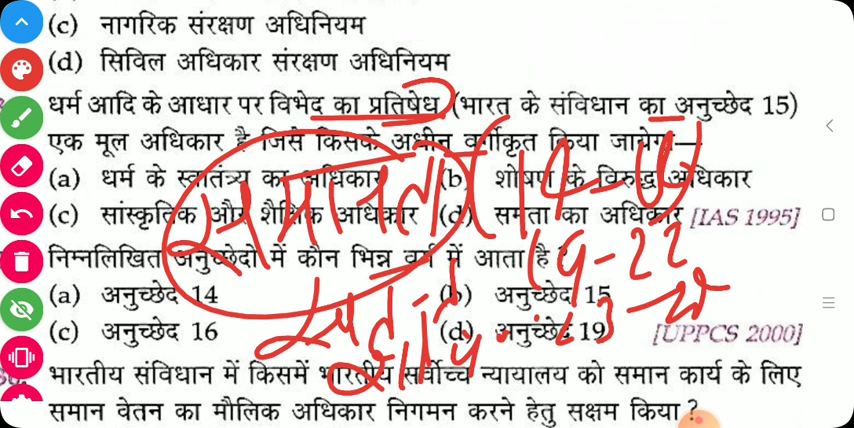 (c) नागरिक संरक्षण अधिनियम
(d) सिविल अधिकार संरक्षण अधिनियम
धर्म आदि के आधार पर विभेद का प्रतिषेध (भारत के संविधान का अनुच्छेद 15)
एक मूल अधिकार है जिसे किसके अधीन वर्गीकृत किया जायेगा—
(a) धर्म के स्वातंत्र्य का अधिकार (b) शोषण के विरुद्ध अधिकार
(c) सांस्कृतिक और शैक्षिक अधिकार (d) समता का अधिकार [IAS 1995]
समानता (14-18)
निम्नलिखित अनुच्छेदों में कौन भिन्न वर्ग में आता है ?
19-22
(a) अनुच्छेद 14 (b) अनुच्छेद 15
(c) अनुच्छेद 16 (d) अनुच्छेद 19 [UPPCS 2000]
भारतीय संविधान में किसमें भारतीय सर्वोच्च न्यायालय को समान कार्य के लिए
समान वेतन का मौलिक अधिकार निगमन करने हेतु सक्षम किया ?